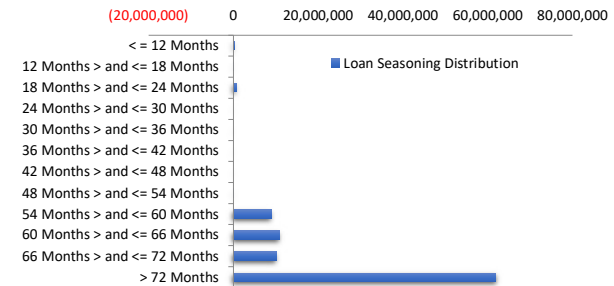 (20,000,000) 0 20,000,000 40,000,000 60,000,000 80,000,000
< = 12 Months
12 Months > and <= 18 Months
Loan Seasoning Distribution
18 Months > and <= 24 Months
24 Months > and <= 30 Months
30 Months > and <= 36 Months
36 Months > and <= 42 Months
42 Months > and <= 48 Months
48 Months > and <= 54 Months
54 Months > and <= 60 Months
60 Months > and <= 66 Months
66 Months > and <= 72 Months
> 72 Months